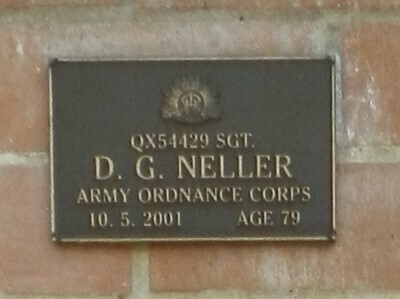 QX54429 SGT.
D. G. NELLER
ARMY ORDNANCE CORPS
10. 5. 2001 AGE 79